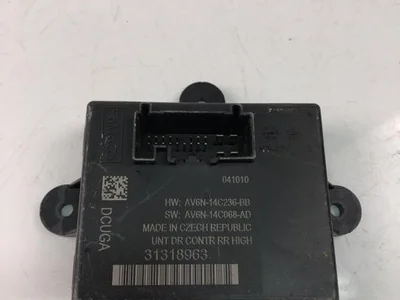 041010
HW: AV6N-14C236-BB
SW: AV6N-14C068-AD
MADE IN CZECH REPUBLIC
UNT DR CONTR RR HIGH
31318963
DCUGA